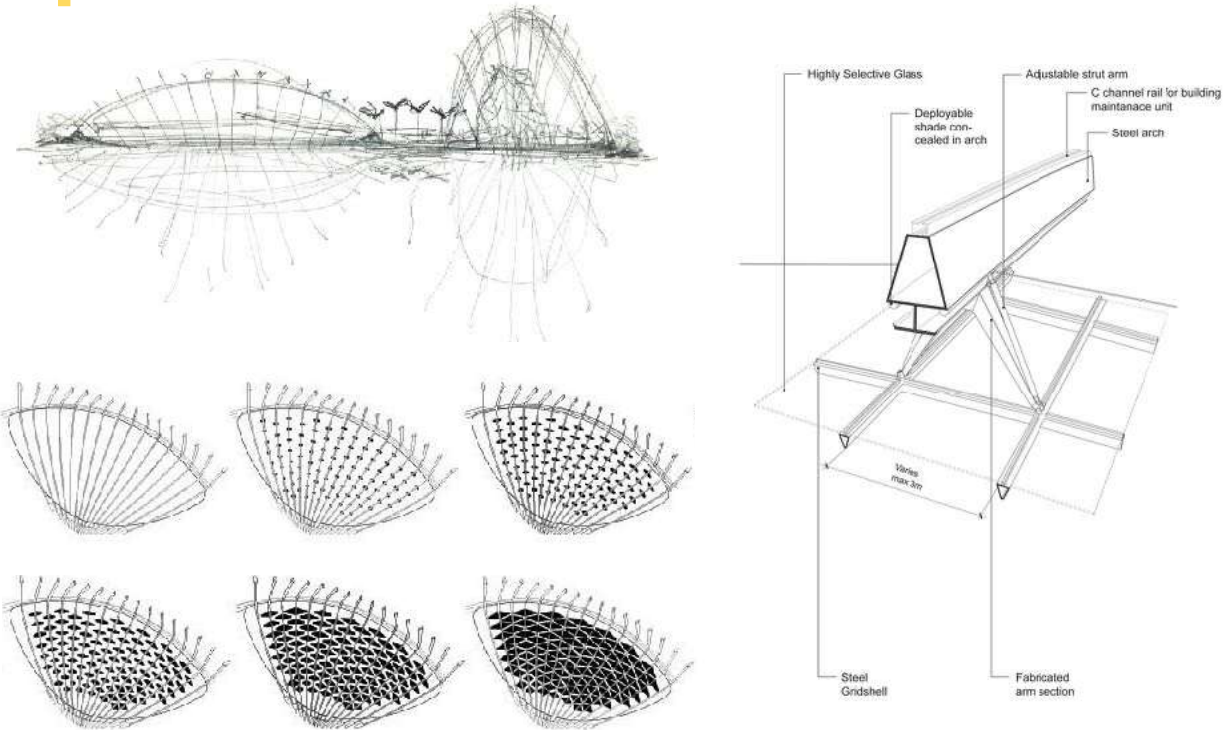 Highly Selective Glass
Deployable
shade con-
cealed in arch
Adjustable strut arm
C channel rail for building
maintanace unit
Steel arch
Varies
max 3m
Steel
Gridshell
Fabricated
arm section